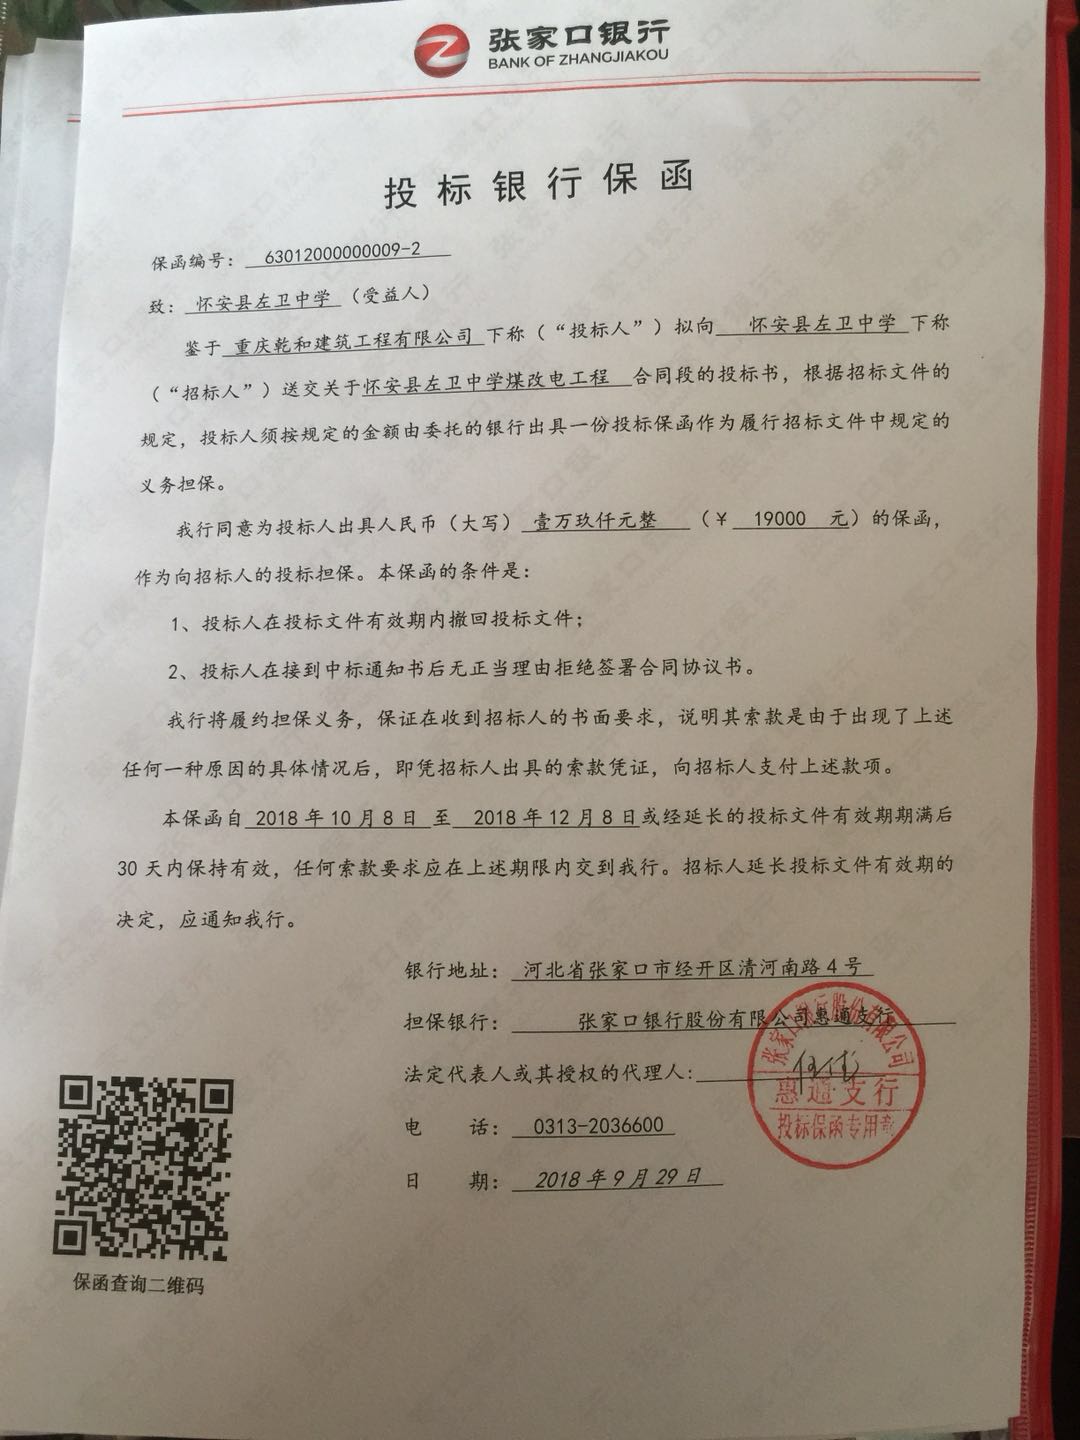 张家口银行
BANK OF ZHANGJIAKOU
投标银行保函
保函编号： 63012000000009-2
致： 怀安县左卫中学 （受益人）
鉴于 重庆乾和建筑工程有限公司 下称（“投标人”）拟向 怀安县左卫中学 下称
（“招标人”）送交关于怀安县左卫中学煤改电工程 合同段的投标书，根据招标文件的
规定，投标人须按规定的金额由委托的银行出具一份投标保函作为履行招标文件中规定的
义务担保。
我行同意为投标人出具人民币（大写） 壹万玖仟元整 （￥ 19000 元）的保函，
作为向招标人的投标担保。本保函的条件是：
1、投标人在投标文件有效期内撤回投标文件；
2、投标人在接到中标通知书后无正当理由拒绝签署合同协议书。
我行将履约担保义务，保证在收到招标人的书面要求，说明其索款是由于出现了上述
任何一种原因的具体情况后，即凭招标人出具的索款凭证，向招标人支付上述款项。
本保函自 2018 年 10 月 8 日 至 2018 年 12 月 8 日或经延长的投标文件有效期期满后
30 天内保持有效，任何索款要求应在上述期限内交到我行。招标人延长投标文件有效期的
决定，应通知我行。
银行地址： 河北省张家口市经开区清河南路 4 号
担保银行： 张家口银行股份有限公司惠通支行
法定代表人或其授权的代理人：
张家口银行股份有限公司
惠通支行
投标保函专用章
电 话： 0313-2036600
日 期： 2018 年 9 月 29 日
保函查询二维码